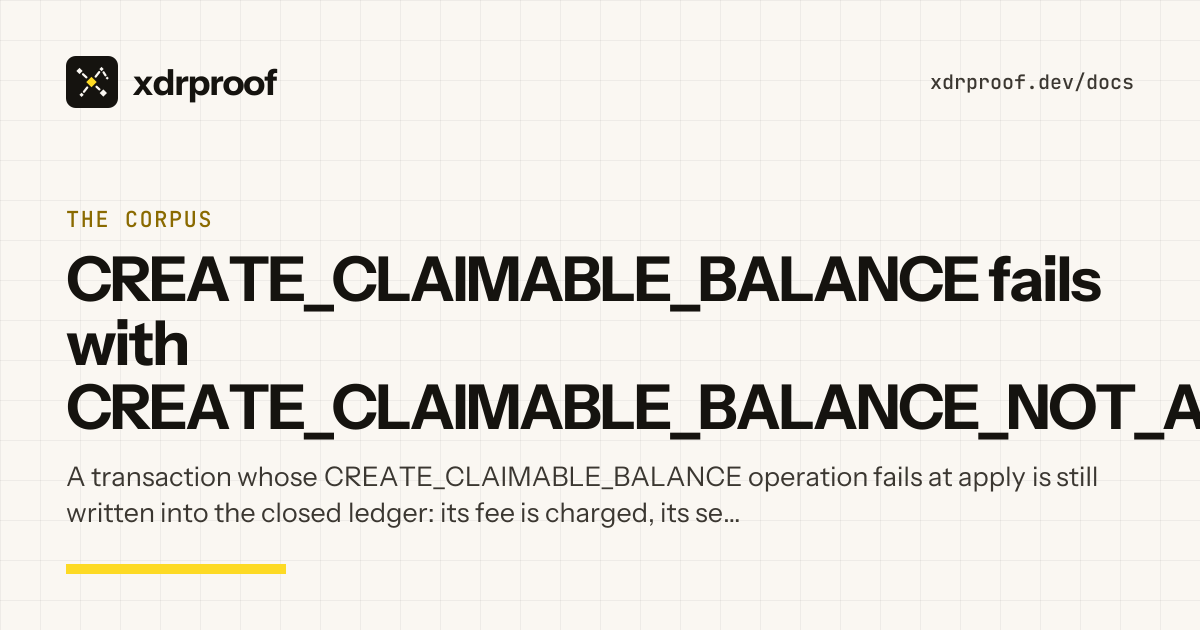 xdrproof
xdrproof.dev/docs
THE CORPUS
CREATE_CLAIMABLE_BALANCE fails
with
CREATE_CLAIMABLE_BALANCE_NOT_A
A transaction whose CREATE_CLAIMABLE_BALANCE operation fails at apply is still
written into the closed ledger: its fee is charged, its se...